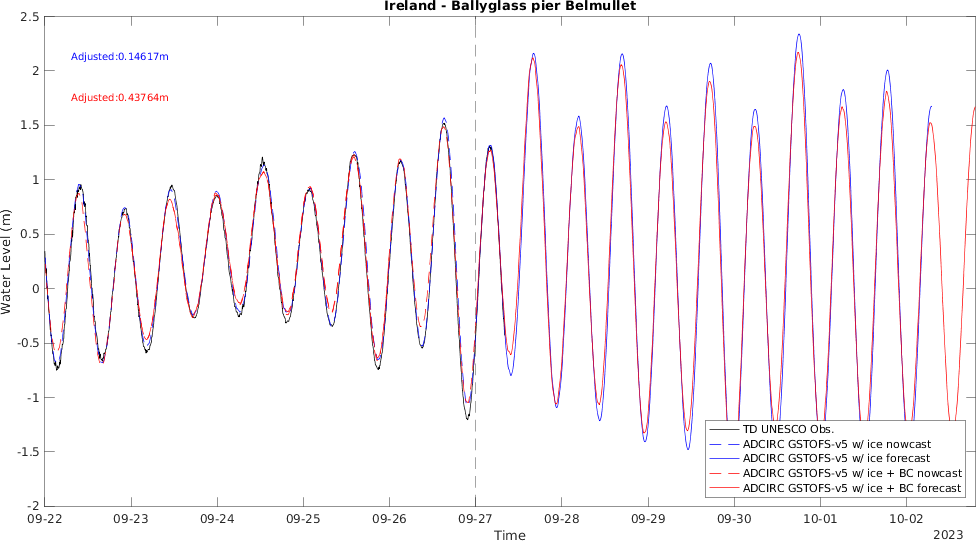 Ireland - Ballyglass pier Belmullet
2.5
2
1.5
1
0.5
0
-0.5
-1
-1.5
-2
Water Level (m)
Adjusted:0.14617m
Adjusted:0.43764m
TD UNESCO Obs.
ADCIRC GSTOFS-v5 w/ ice nowcast
ADCIRC GSTOFS-v5 w/ ice forecast
ADCIRC GSTOFS-v5 w/ ice + BC nowcast
ADCIRC GSTOFS-v5 w/ ice + BC forecast
09-22 09-23 09-24 09-25 09-26 09-27 09-28 09-29 09-30 10-01 10-02
Time
2023